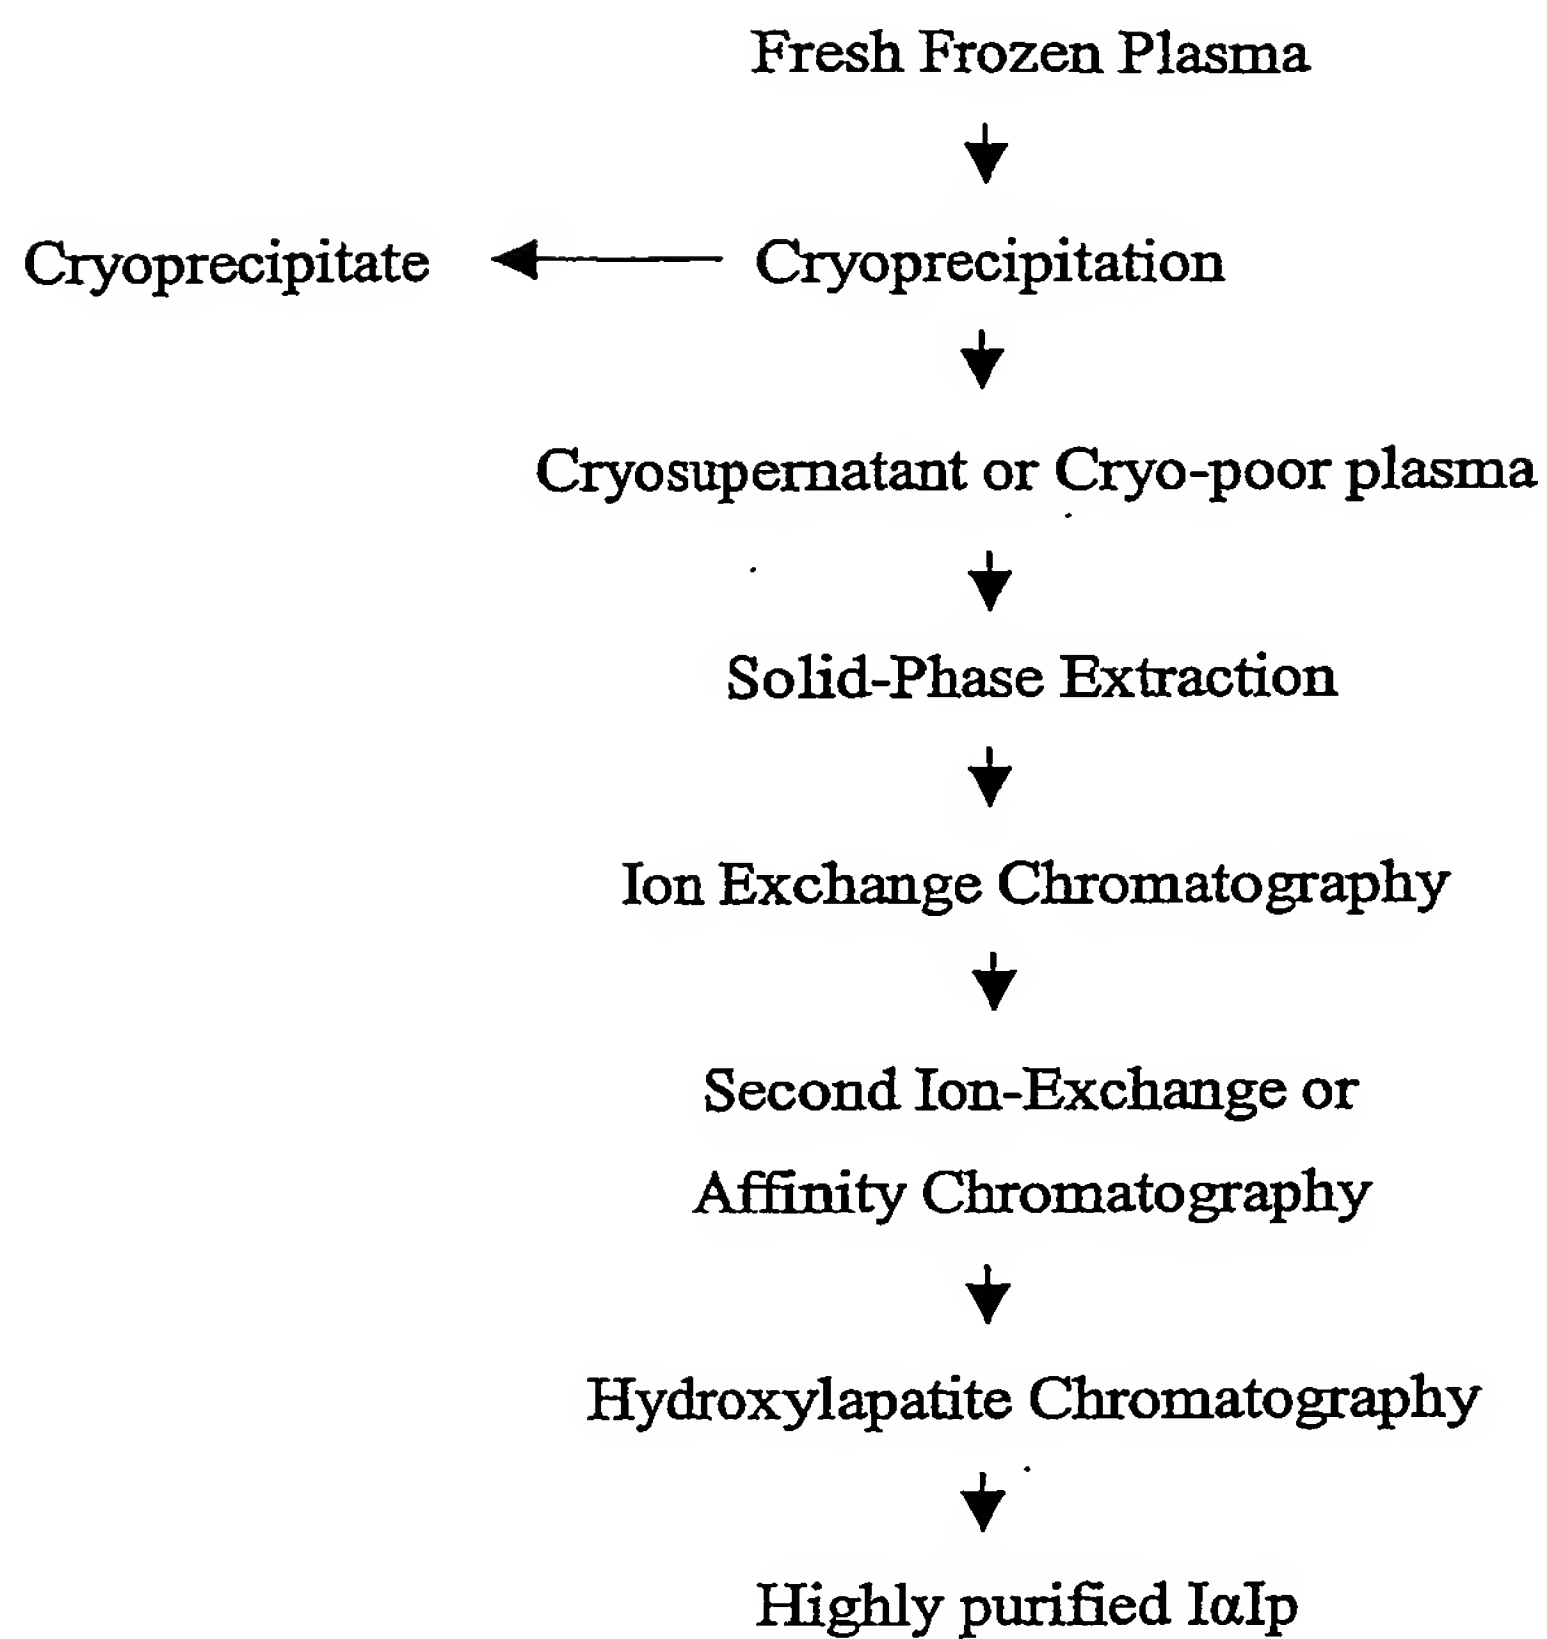 Fresh Frozen Plasma
Cryoprecipitate
Cryoprecipitation
Cryosupernatant or Cryo-poor plasma
Solid-Phase Extraction
Ion Exchange Chromatography
Second Ion-Exchange or
Affinity Chromatography
Hydroxylapatite Chromatography
Highly purified IαIp